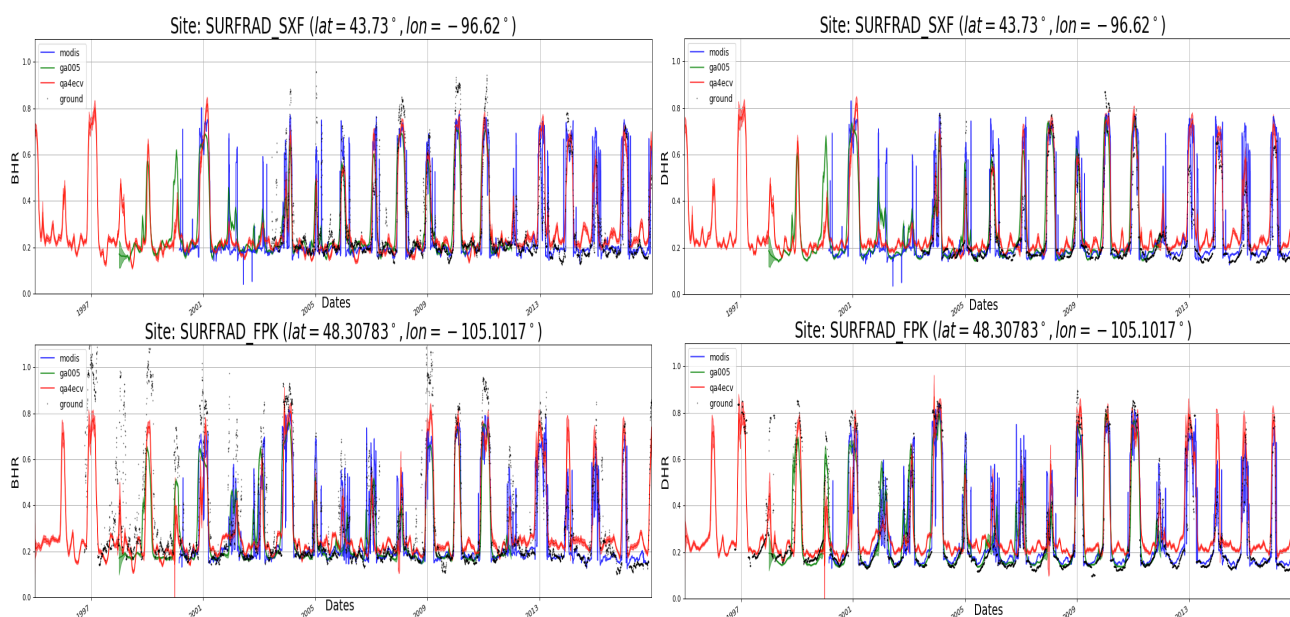 Site: SURFRAD_SXF (lat = 43.73°, lon = −96.62°)
BHR
1.0
0.8
0.6
0.4
0.2
0.0
modis
ga005
qa4ecv
ground
1997
2001
2005
2009
2013
Dates
Site: SURFRAD_SXF (lat = 43.73°, lon = −96.62°)
DHR
1.0
0.8
0.6
0.4
0.2
0.0
modis
ga005
qa4ecv
ground
1997
2001
2005
2009
2013
Dates
Site: SURFRAD_FPK (lat = 48.30783°, lon = −105.1017°)
BHR
1.0
0.8
0.6
0.4
0.2
0.0
modis
ga005
qa4ecv
ground
1997
2001
2005
2009
2013
Dates
Site: SURFRAD_FPK (lat = 48.30783°, lon = −105.1017°)
DHR
1.0
0.8
0.6
0.4
0.2
0.0
modis
ga005
qa4ecv
ground
1997
2001
2005
2009
2013
Dates